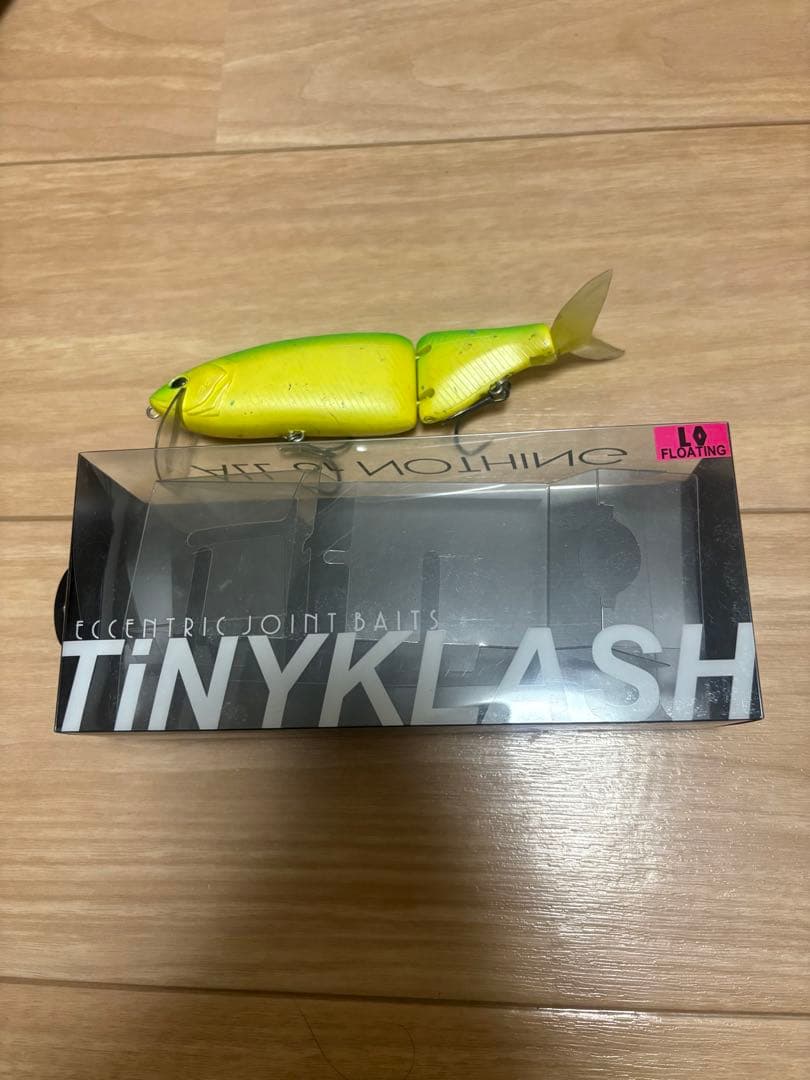 LO
FLOATING
ALL or NOTHING
ECCENTRIC JOINT BAITS
TiNYKLASH